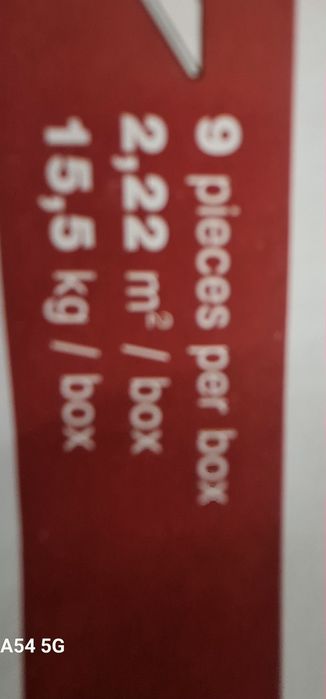 9 pieces per box
2,22 m² / box
15,5 kg / box
A54 5G